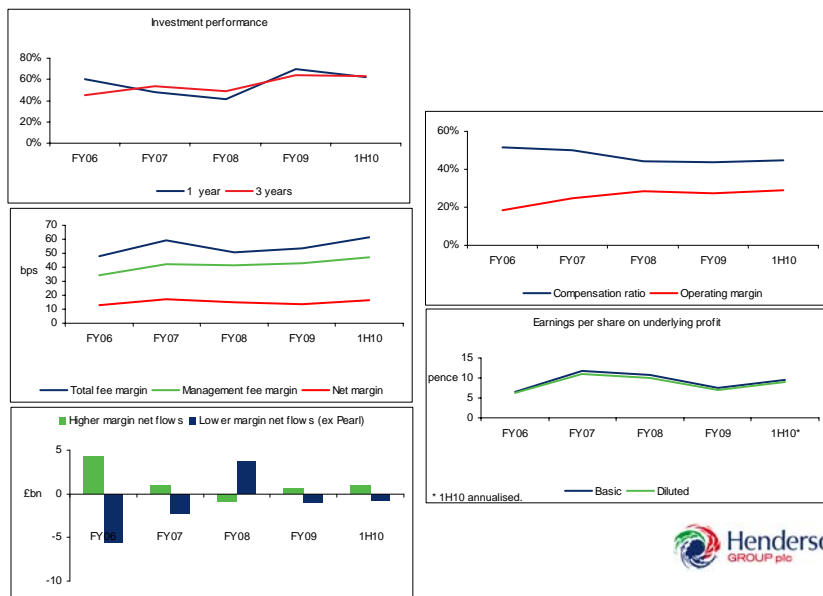 Investment performance
80%
60%
40%
20%
0%
FY06 FY07 FY08 FY09 1H10
1 year 3 years
70
60
50
40
30
20
10
0
bps
FY06 FY07 FY08 FY09 1H10
Total fee margin Management fee margin Net margin
Higher margin net flows Lower margin net flows (ex Pearl)
5
0
-5
-10
£bn
FY06 FY07 FY08 FY09 1H10
60%
40%
20%
0%
FY06 FY07 FY08 FY09 1H10
Compensation ratio Operating margin
Earnings per share on underlying profit
15
10
5
0
pence
FY06 FY07 FY08 FY09 1H10*
Basic Diluted
* 1H10 annualised.
Henderso
GROUP plc